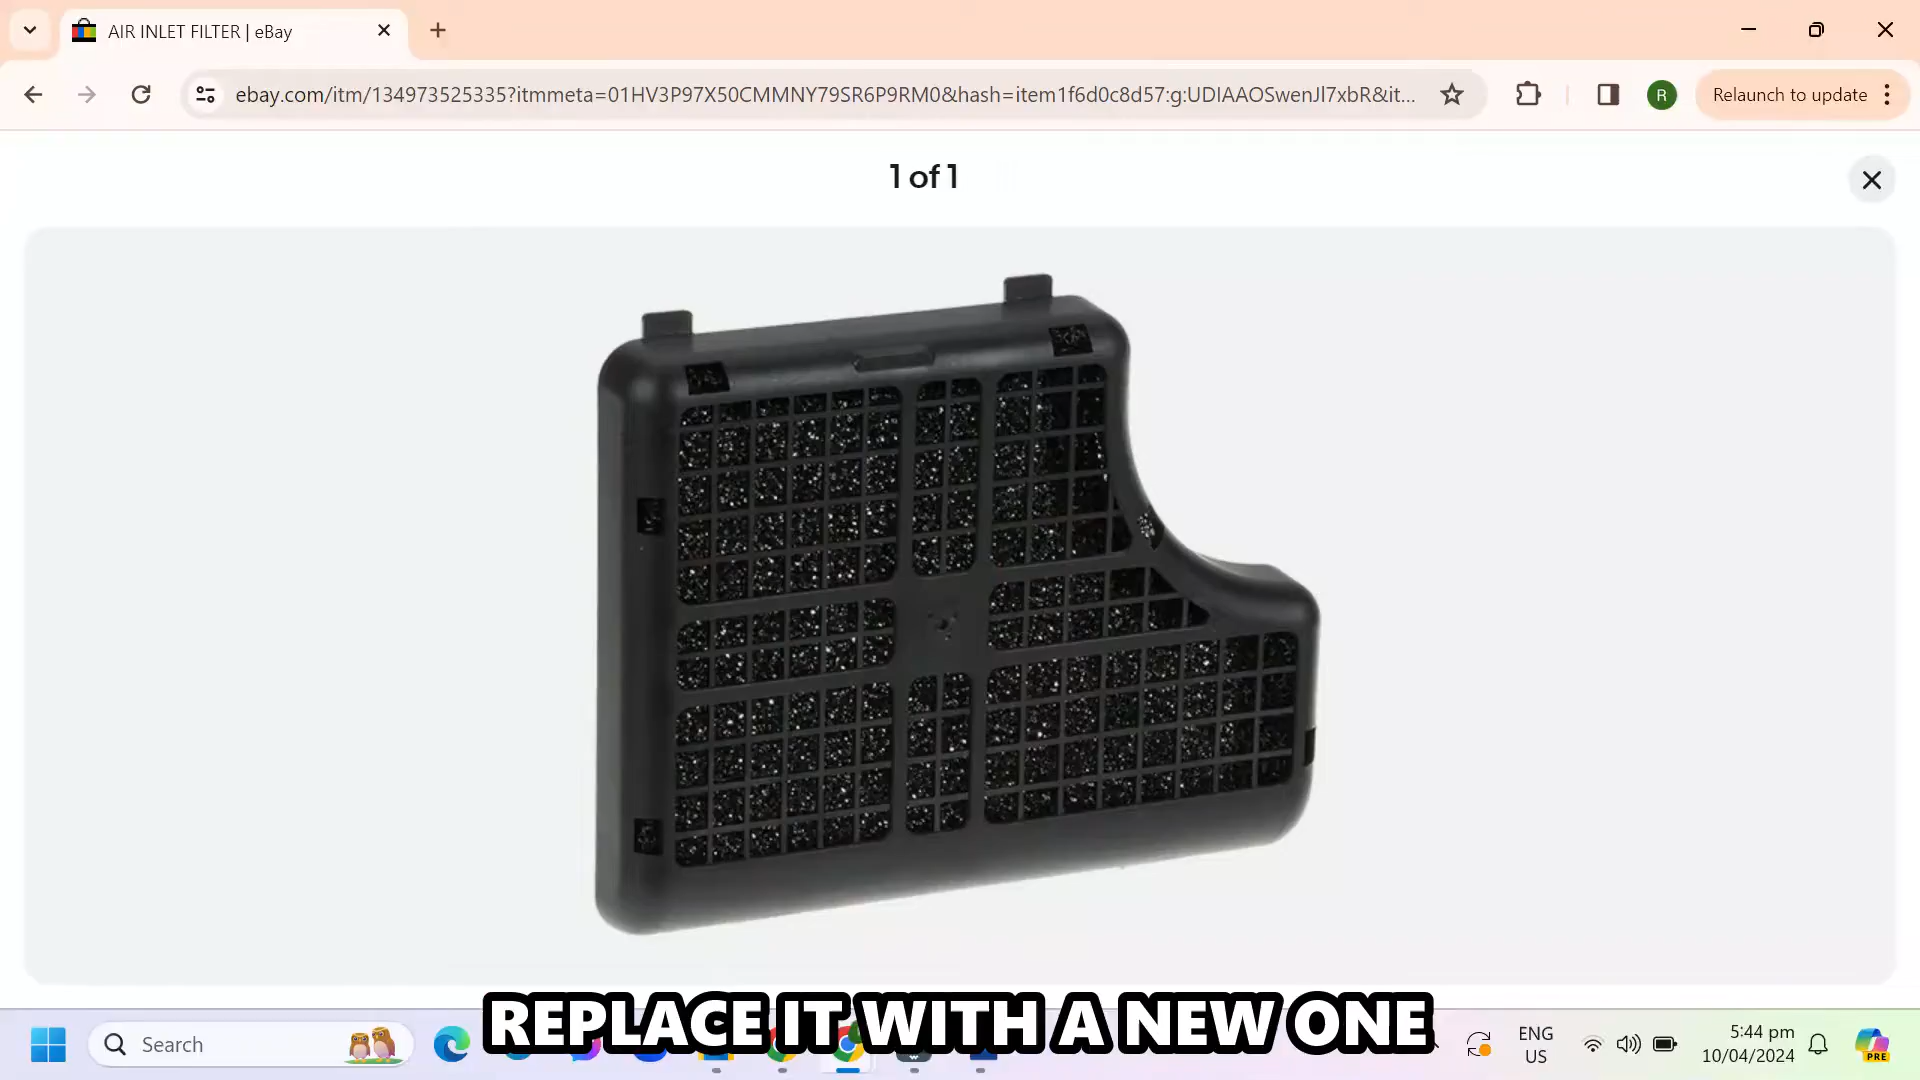 AIR INLET FILTER | eBay
ebay.com/itm/134973525335?itmmeta=01HV3P97X50CMMNY79SR6P9RM0&hash=item1f6d0c8d57:g:UDIAAOSwenJl7xbR&it...
R
Relaunch to update
1 of 1
REPLACE IT WITH A NEW ONE
Search
ENG
US
5:44 pm
10/04/2024
PRE